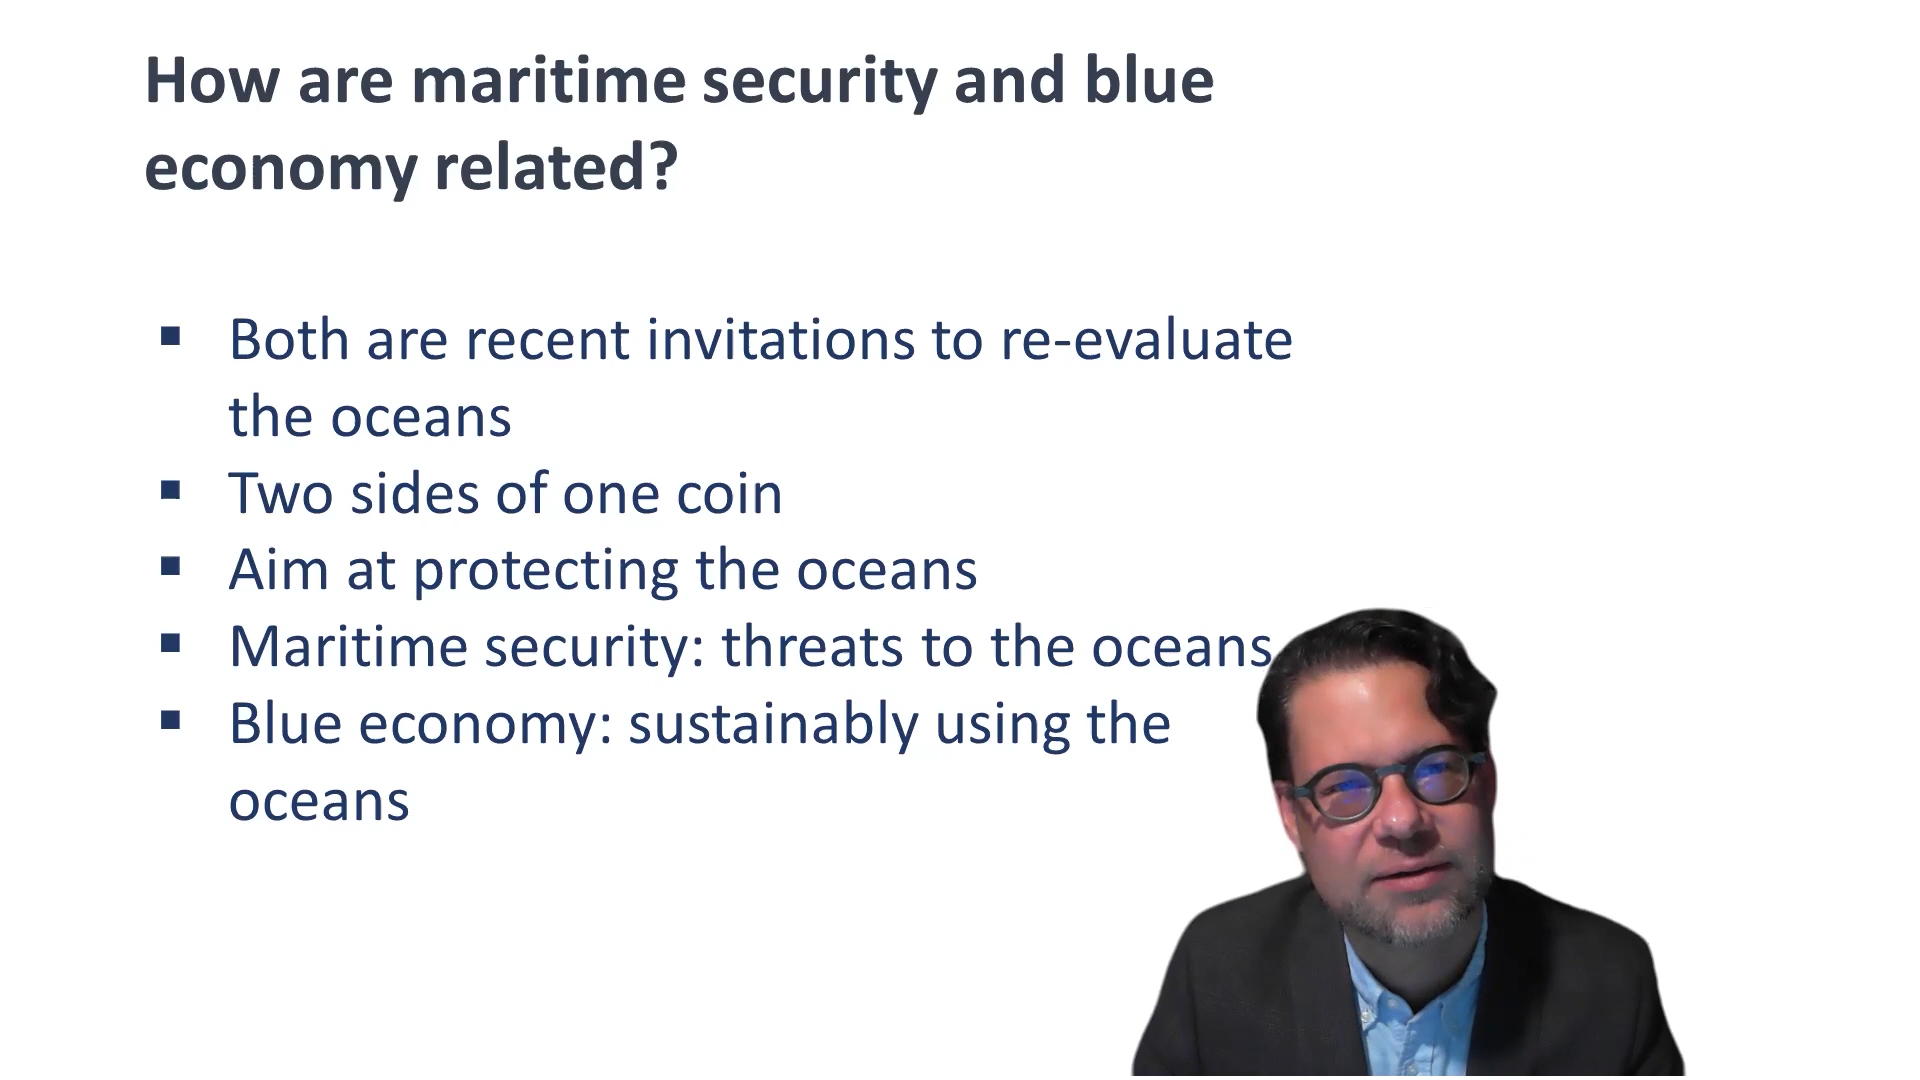 How are maritime security and blue
economy related?
▪ Both are recent invitations to re-evaluate
the oceans
▪ Two sides of one coin
▪ Aim at protecting the oceans
▪ Maritime security: threats to the oceans
▪ Blue economy: sustainably using the
oceans